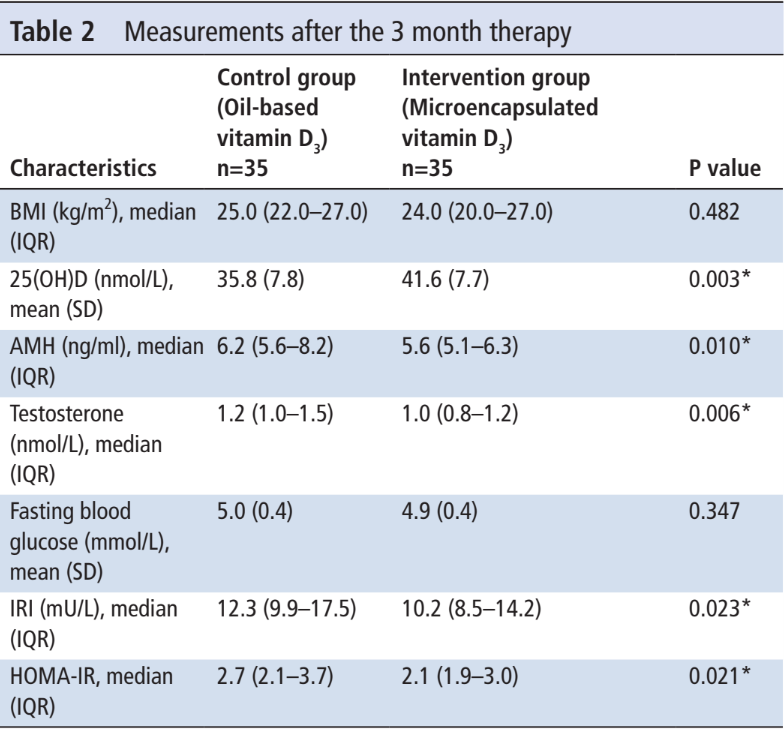 Table 2 Measurements after the 3 month therapy
Characteristics Control group (Oil-based vitamin D3) n=35 Intervention group (Microencapsulated vitamin D3) n=35 P value
BMI (kg/m2), median (IQR) 25.0 (22.0–27.0) 24.0 (20.0–27.0) 0.482
25(OH)D (nmol/L), mean (SD) 35.8 (7.8) 41.6 (7.7) 0.003*
AMH (ng/ml), median (IQR) 6.2 (5.6–8.2) 5.6 (5.1–6.3) 0.010*
Testosterone (nmol/L), median (IQR) 1.2 (1.0–1.5) 1.0 (0.8–1.2) 0.006*
Fasting blood glucose (mmol/L), mean (SD) 5.0 (0.4) 4.9 (0.4) 0.347
IRI (mU/L), median (IQR) 12.3 (9.9–17.5) 10.2 (8.5–14.2) 0.023*
HOMA-IR, median (IQR) 2.7 (2.1–3.7) 2.1 (1.9–3.0) 0.021*